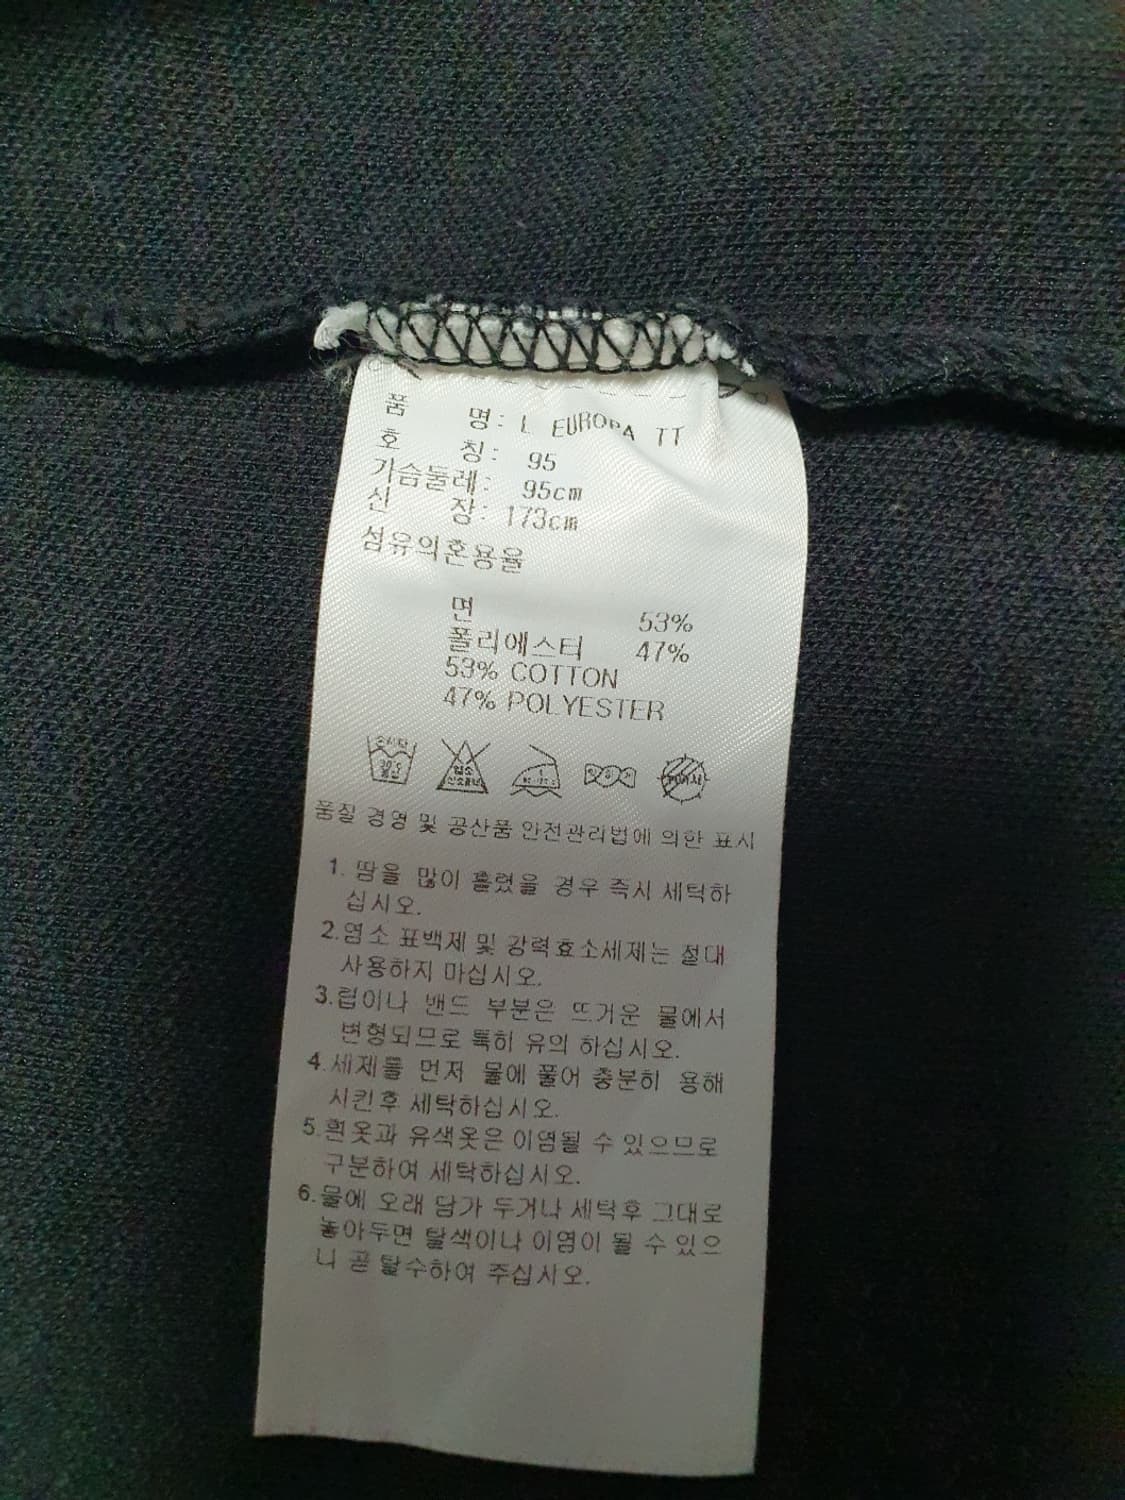 품 명: L EUROPA TT
호 칭: 95
가슴둘레: 95cm
신 장: 173cm
섬유의혼용율
면 53%
폴리에스터 47%
53% COTTON
47% POLYESTER
손세탁 30℃ 중성
염소
품질 경영 및 공산품 안전관리법에 의한 표시
1. 땀을 많이 흘렸을 경우 즉시 세탁하
십시오.
2.염소 표백제 및 강력효소세제는 절대
사용하지 마십시오.
3.립이나 밴드 부분은 뜨거운 물에서
변형되므로 특히 유의 하십시오.
4.세제를 먼저 물에 풀어 충분히 용해
시킨후 세탁하십시오.
5.흰옷과 유색옷은 이염될 수 있으므로
구분하여 세탁하십시오.
6.물에 오래 담가 두거나 세탁후 그대로
놓아두면 탈색이나 이염이 될 수 있으
니 곧 탈수하여 주십시오.